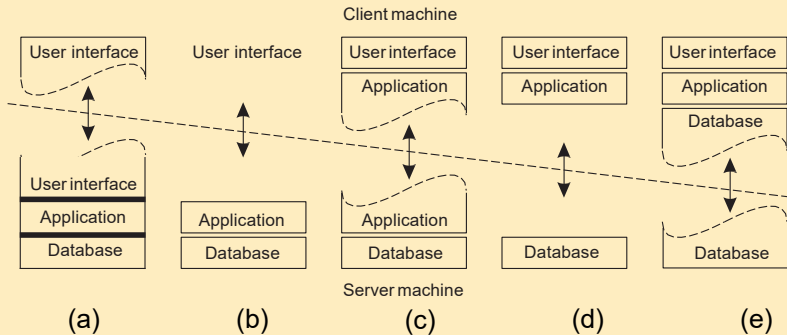 Client machine
User interface
User interface
Application
Database
(a)
User interface
Application
Database
(b)
User interface
Application
Application
Database
(c)
User interface
Application
Database
(d)
User interface
Application
Database
Database
(e)
Server machine